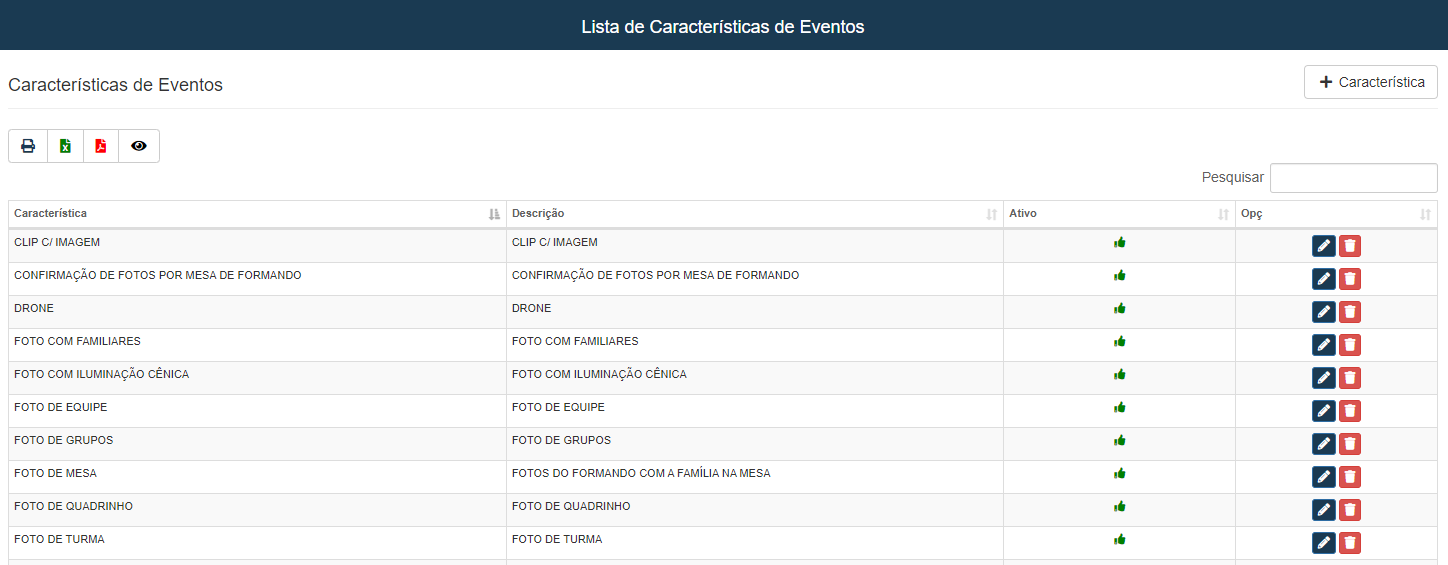 Lista de Características de Eventos
Características de Eventos
+ Característica
Pesquisar
Característica Descrição Ativo Opç
CLIP C/ IMAGEM CLIP C/ IMAGEM
CONFIRMAÇÃO DE FOTOS POR MESA DE FORMANDO CONFIRMAÇÃO DE FOTOS POR MESA DE FORMANDO
DRONE DRONE
FOTO COM FAMILIARES FOTO COM FAMILIARES
FOTO COM ILUMINAÇÃO CÊNICA FOTO COM ILUMINAÇÃO CÊNICA
FOTO DE EQUIPE FOTO DE EQUIPE
FOTO DE GRUPOS FOTO DE GRUPOS
FOTO DE MESA FOTOS DO FORMANDO COM A FAMÍLIA NA MESA
FOTO DE QUADRINHO FOTO DE QUADRINHO
FOTO DE TURMA FOTO DE TURMA